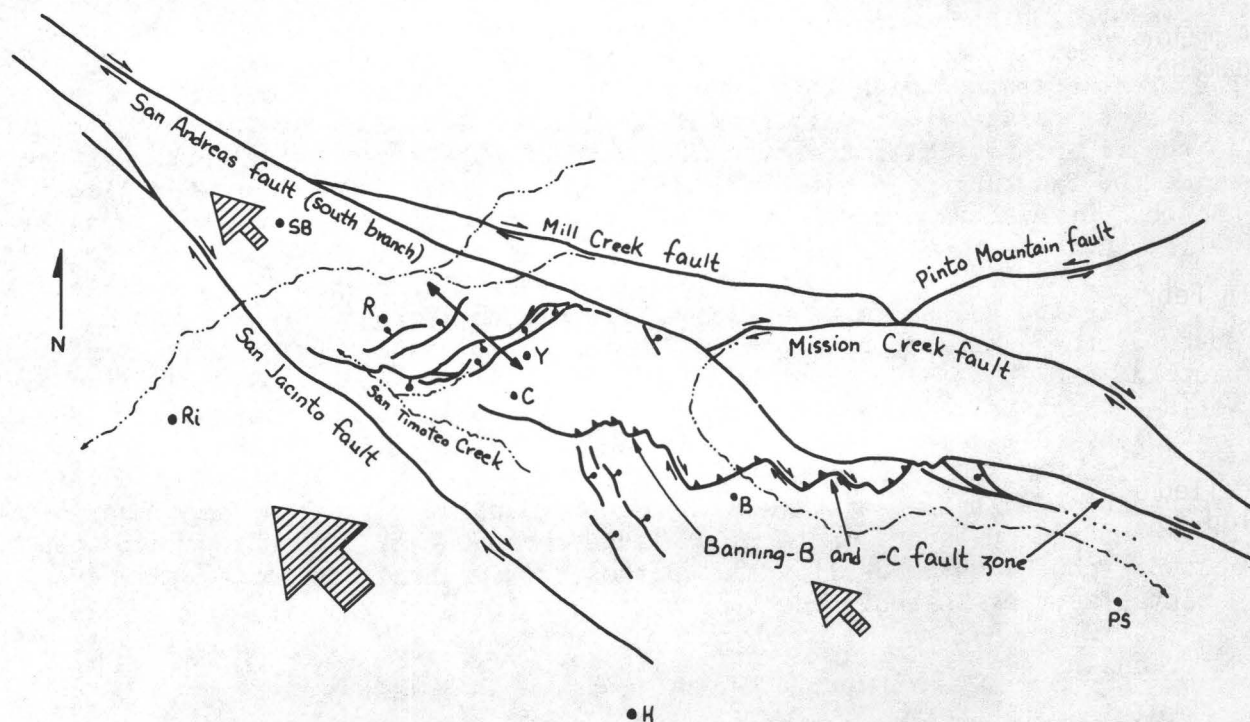 San Andreas fault (south branch)
SB
Mill Creek fault
Pinto Mountain fault
N
R
Mission Creek fault
Y
San Jacinto fault
C
San Timoteo Creek
Ri
B
Banning-B and -C fault zone
PS
H